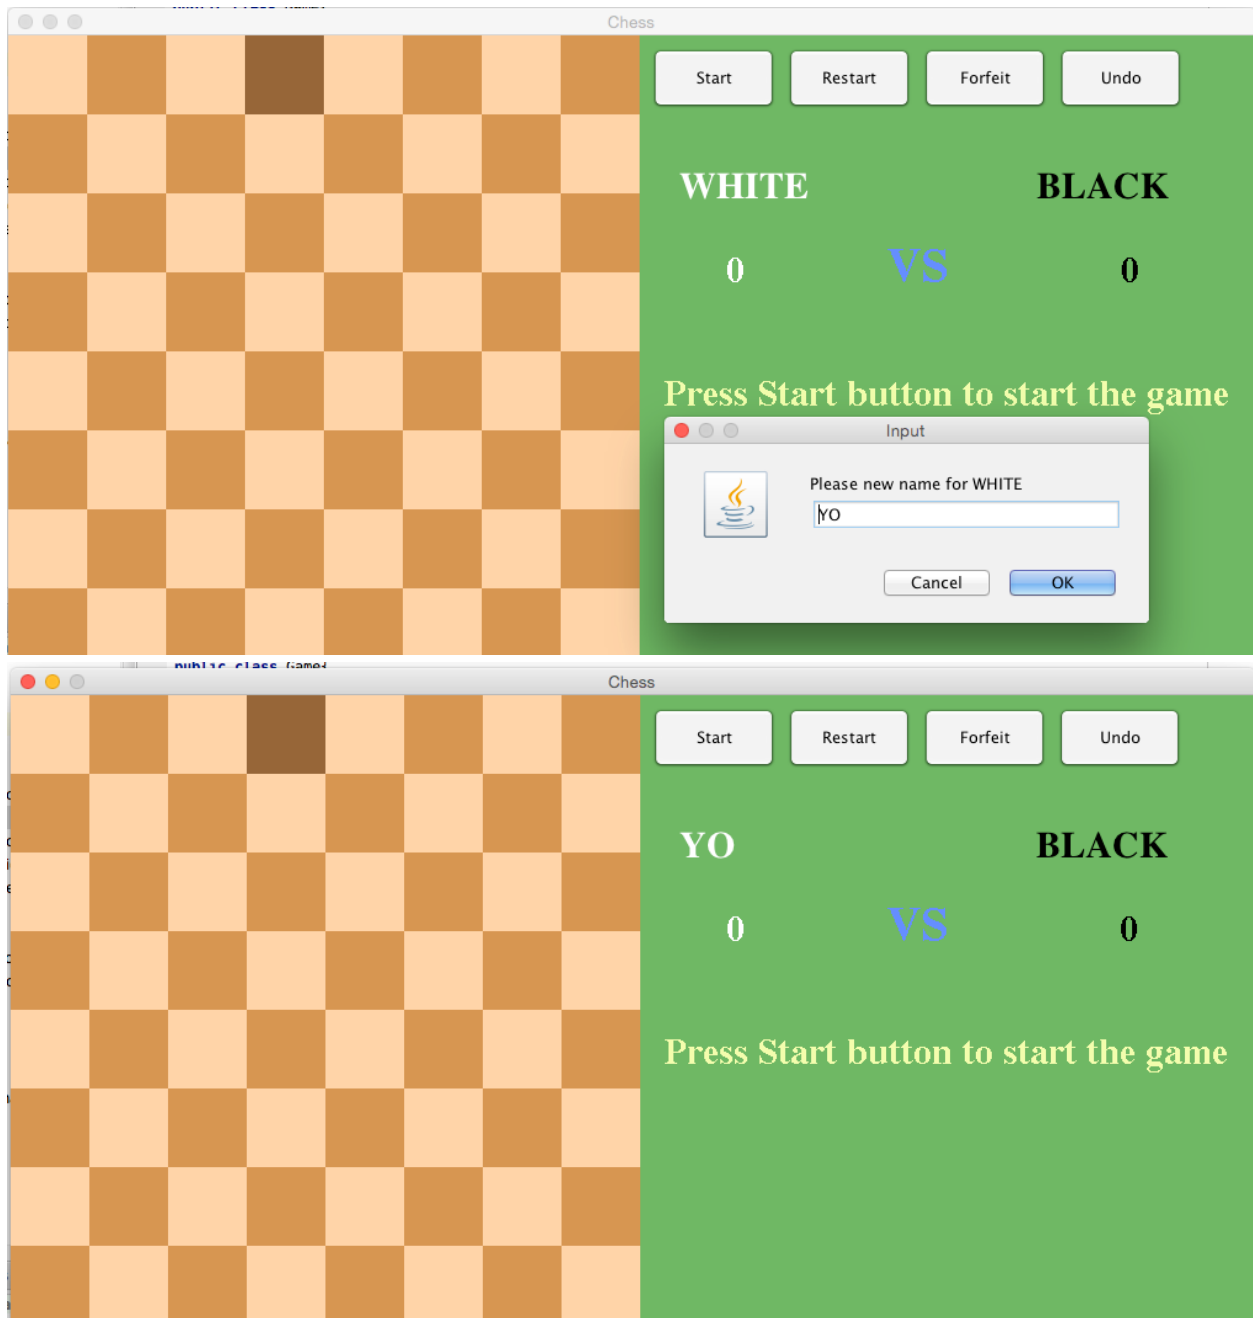 Chess
Start Restart Forfeit Undo
WHITE BLACK
0 VS 0
Press Start button to start the game
Input
Please new name for WHITE
YO
Cancel OK
public class Game{
Chess
Start Restart Forfeit Undo
YO BLACK
0 VS 0
Press Start button to start the game